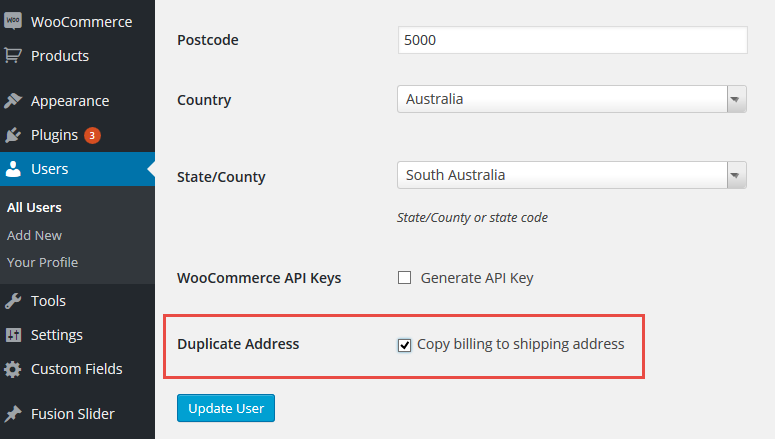 WOO
WooCommerce
Products
Appearance
Plugins 3
Users
All Users
Add New
Your Profile
Tools
Settings
Custom Fields
Fusion Slider
Postcode 5000
Country Australia
State/County South Australia
State/County or state code
WooCommerce API Keys Generate API Key
Duplicate Address Copy billing to shipping address
Update User